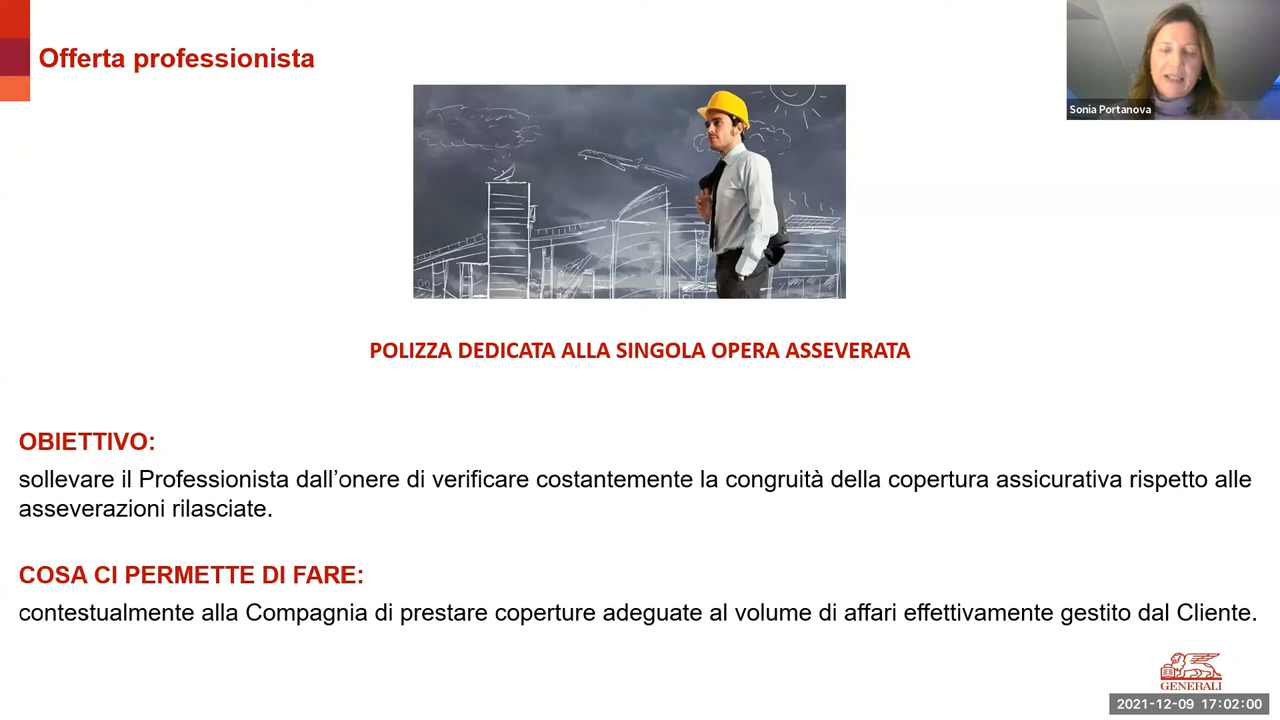 Offerta professionista
Sonia Portanova
POLIZZA DEDICATA ALLA SINGOLA OPERA ASSEVERATA
OBIETTIVO:
sollevare il Professionista dall’onere di verificare costantemente la congruità della copertura assicurativa rispetto alle
asseverazioni rilasciate.
COSA CI PERMETTE DI FARE:
contestualmente alla Compagnia di prestare coperture adeguate al volume di affari effettivamente gestito dal Cliente.
GENERALI
2021-12-09 17:02:00